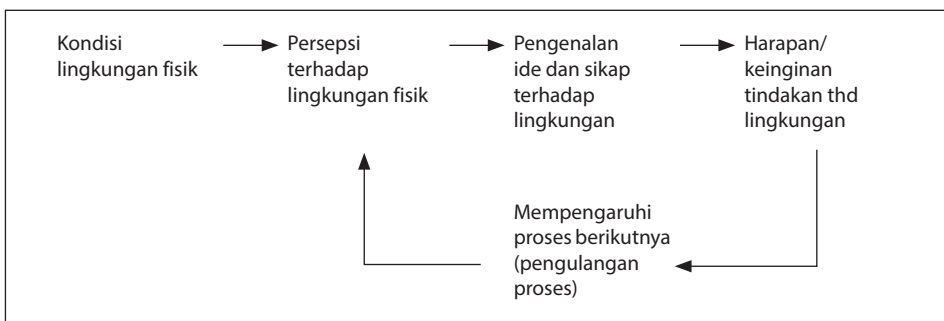 Kondisi
lingkungan fisik
Persepsi
terhadap
lingkungan fisik
Pengenalan
ide dan sikap
terhadap
lingkungan
Harapan/
keinginan
tindakan thd
lingkungan
Mempengaruhi
proses berikutnya
(pengulangan
proses)